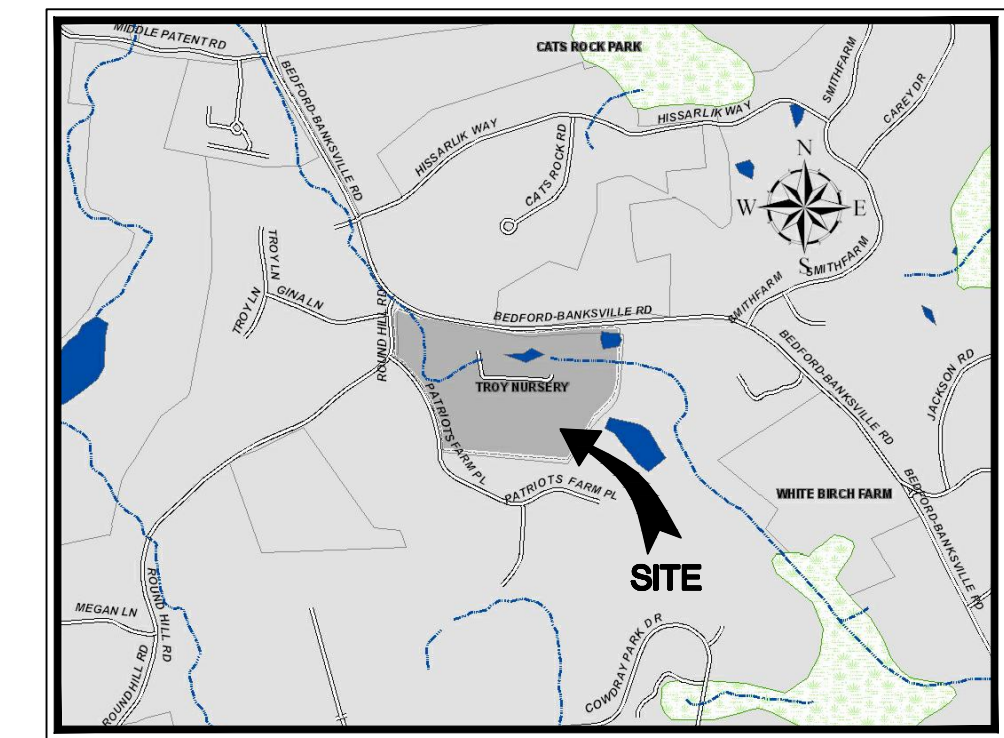 MIDDLE PATENT RD
CATS ROCK PARK
BEDFORD-BANKSVILLE RD
SMITHFARM
CAREY DR
HISSARLIK WAY
HISSARLIK WAY
CATS ROCK RD
N
W
E
S
SMITHFARM
TROY LN
TROY LN
GINA LN
ROUND HILL RD
BEDFORD-BANKSVILLE RD
SMITHFARM
TROY NURSERY
BEDFORD-BANKSVILLE RD
JACKSON RD
PATRIOTS FARM PL
PATRIOTS FARM PL
WHITE BIRCH FARM
BEDFORD-BANKSVILLE RD
SITE
ROUND HILL RD
MEGAN LN
ROUND HILL RD
COWDRAY PARK DR